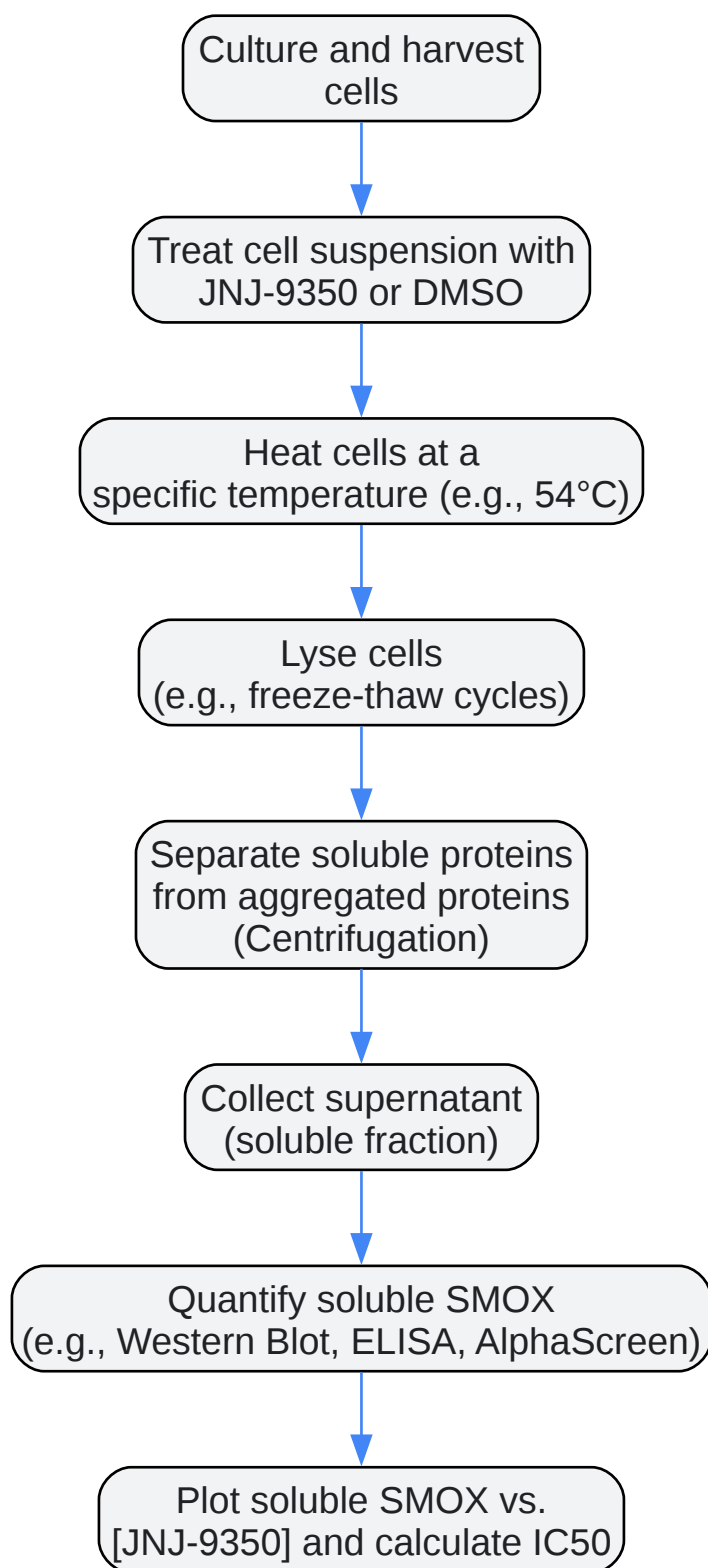 Culture and harvest
cells
Treat cell suspension with
JNJ-9350 or DMSO
Heat cells at a
specific temperature (e.g., 54°C)
Lyse cells
(e.g., freeze-thaw cycles)
Separate soluble proteins
from aggregated proteins
(Centrifugation)
Collect supernatant
(soluble fraction)
Quantify soluble SMOX
(e.g., Western Blot, ELISA, AlphaScreen)
Plot soluble SMOX vs.
[JNJ-9350] and calculate IC50